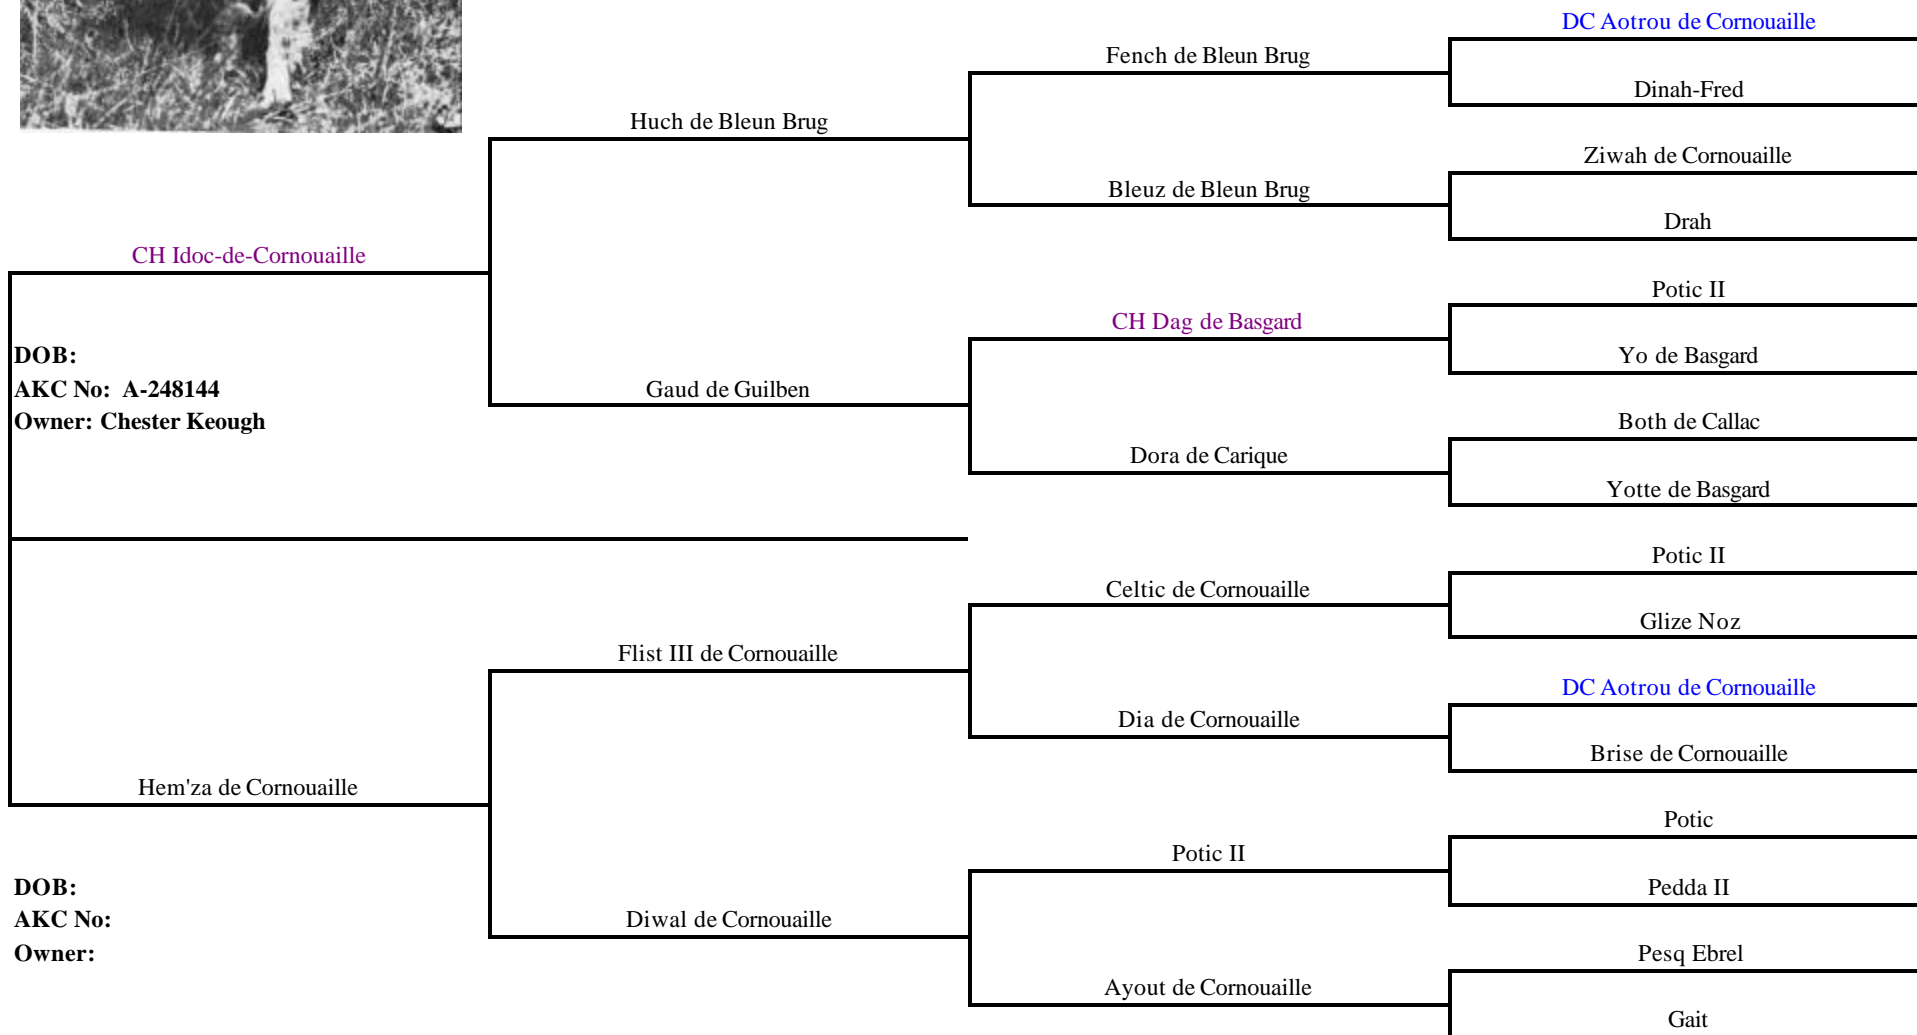 DC Aotrou de Cornouaille
Fench de Bleun Brug
Dinah-Fred
Huch de Bleun Brug
Ziwah de Cornouaille
Bleuz de Bleun Brug
Drah
CH Idoc-de-Cornouaille
Potic II
CH Dag de Basgard
DOB:
Yo de Basgard
AKC No: A-248144
Gaud de Guilben
Owner: Chester Keough
Both de Callac
Dora de Carique
Yotte de Basgard
Potic II
Celtic de Cornouaille
Glize Noz
Flist III de Cornouaille
DC Aotrou de Cornouaille
Dia de Cornouaille
Brise de Cornouaille
Hem'za de Cornouaille
Potic
Potic II
DOB:
Pedda II
AKC No:
Diwal de Cornouaille
Owner:
Pesq Ebrel
Ayout de Cornouaille
Gait